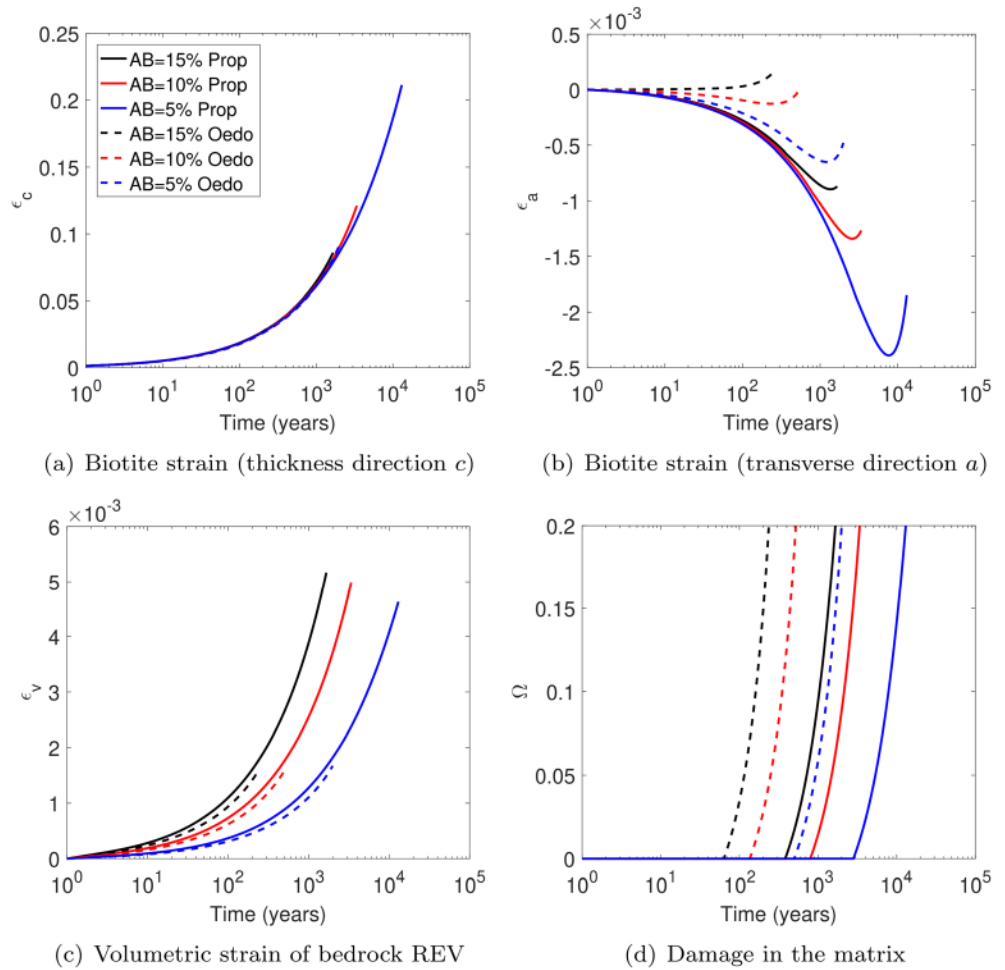 0.25
0.2
0.15
0.1
0.05
0
ϵ_c
AB=15% Prop
AB=10% Prop
AB=5% Prop
AB=15% Oedo
AB=10% Oedo
AB=5% Oedo
10^0 10^1 10^2 10^3 10^4 10^5
Time (years)
(a) Biotite strain (thickness direction c)
×10^-3
0.5
0
-0.5
-1
-1.5
-2
-2.5
ϵ_a
10^0 10^1 10^2 10^3 10^4 10^5
Time (years)
(b) Biotite strain (transverse direction a)
×10^-3
6
5
4
3
2
1
0
ϵ_v
10^0 10^1 10^2 10^3 10^4 10^5
Time (years)
(c) Volumetric strain of bedrock REV
0.2
0.15
0.1
0.05
0
Ω
10^0 10^1 10^2 10^3 10^4 10^5
Time (years)
(d) Damage in the matrix